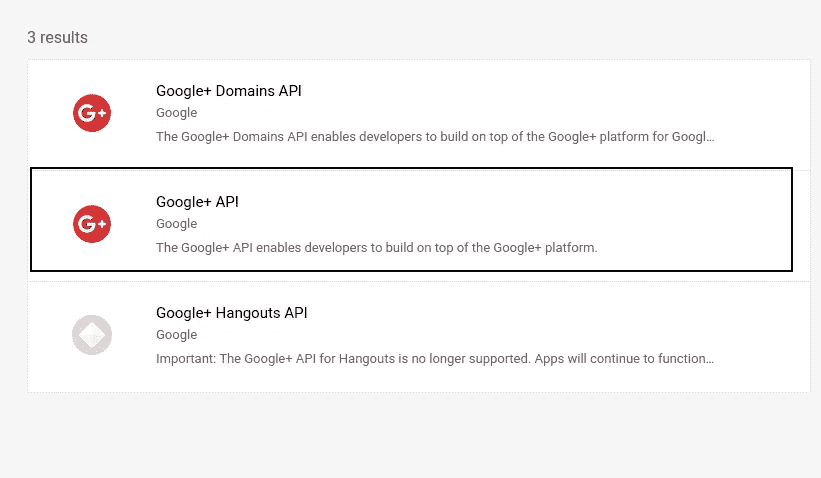 3 results
Google+ Domains API
Google
The Google+ Domains API enables developers to build on top of the Google+ platform for Googl...
Google+ API
Google
The Google+ API enables developers to build on top of the Google+ platform.
Google+ Hangouts API
Google
Important: The Google+ API for Hangouts is no longer supported. Apps will continue to function...